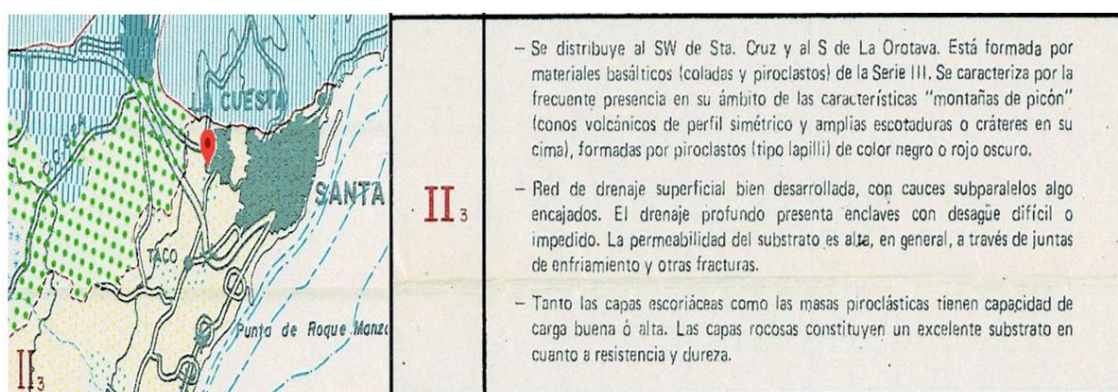 LA CUESTA
SANTA
TACO
Punta de Roque Manza
II3
II3
– Se distribuye al SW de Sta. Cruz y al S de La Orotava. Está formada por
materiales basálticos (coladas y piroclastos) de la Serie III. Se caracteriza por la
frecuente presencia en su ámbito de las características "montañas de picón"
(conos volcánicos de perfil simétrico y amplias escotaduras o cráteres en su
cima), formadas por piroclastos (tipo lapilli) de color negro o rojo oscuro.
– Red de drenaje superficial bien desarrollada, con cauces subparalelos algo
encajados. El drenaje profundo presenta enclaves con desagüe difícil o
impedido. La permeabilidad del substrato es alta, en general, a través de juntas
de enfriamiento y otras fracturas.
– Tanto las capas escoriáceas como las masas piroclásticas tienen capacidad de
carga buena ó alta. Las capas rocosas constituyen un excelente substrato en
cuanto a resistencia y dureza.